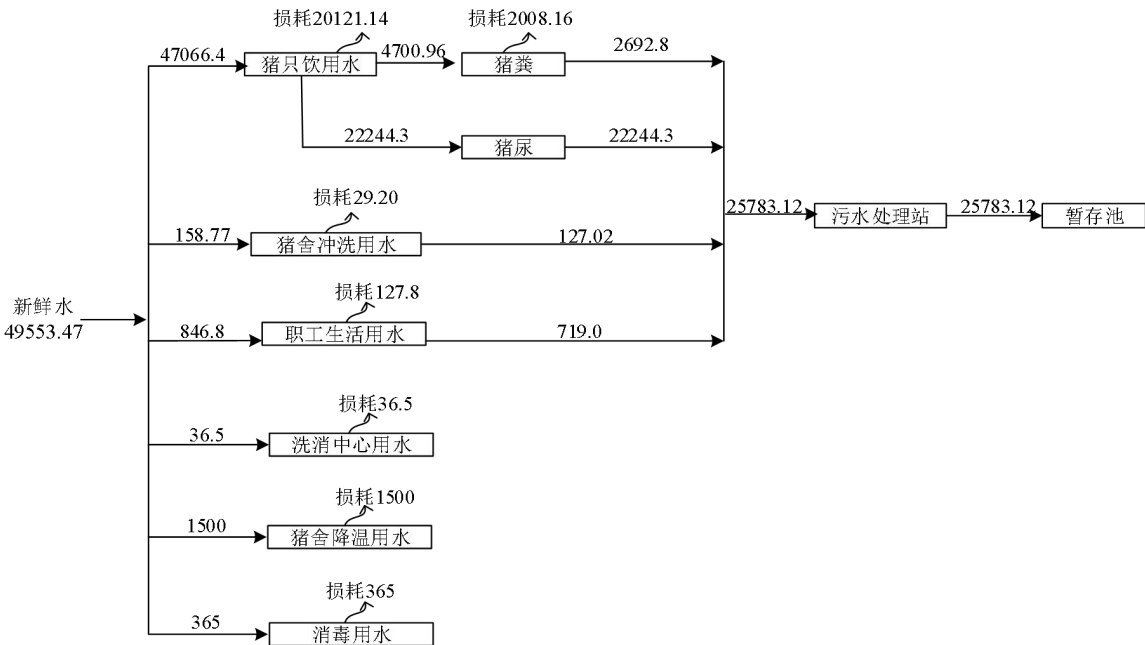 损耗20121.14
损耗2008.16
47066.4
猪只饮用水
4700.96
猪粪
2692.8
22244.3
猪尿
22244.3
损耗29.20
158.77
猪舍冲洗用水
127.02
25783.12
污水处理站
25783.12
暂存池
新鲜水
49553.47
损耗127.8
846.8
职工生活用水
719.0
损耗36.5
36.5
洗消中心用水
损耗1500
1500
猪舍降温用水
损耗365
365
消毒用水